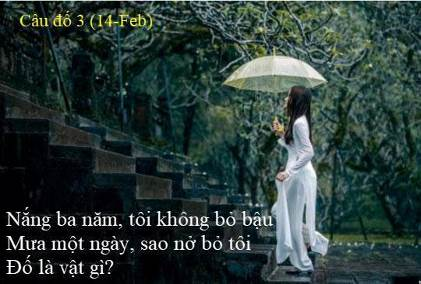 Câu đố 3 (14-Feb)
Nắng ba năm, tôi không bỏ bậu
Mưa một ngày, sao nở bỏ tôi
Đố là vật gì?